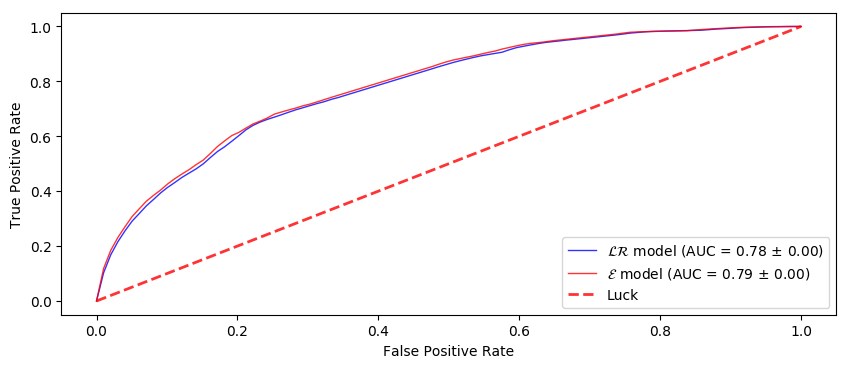 1.0
0.8
0.6
0.4
0.2
0.0
True Positive Rate
0.0 0.2 0.4 0.6 0.8 1.0
False Positive Rate
ℒℛ model (AUC = 0.78 ± 0.00)
ℰ model (AUC = 0.79 ± 0.00)
Luck